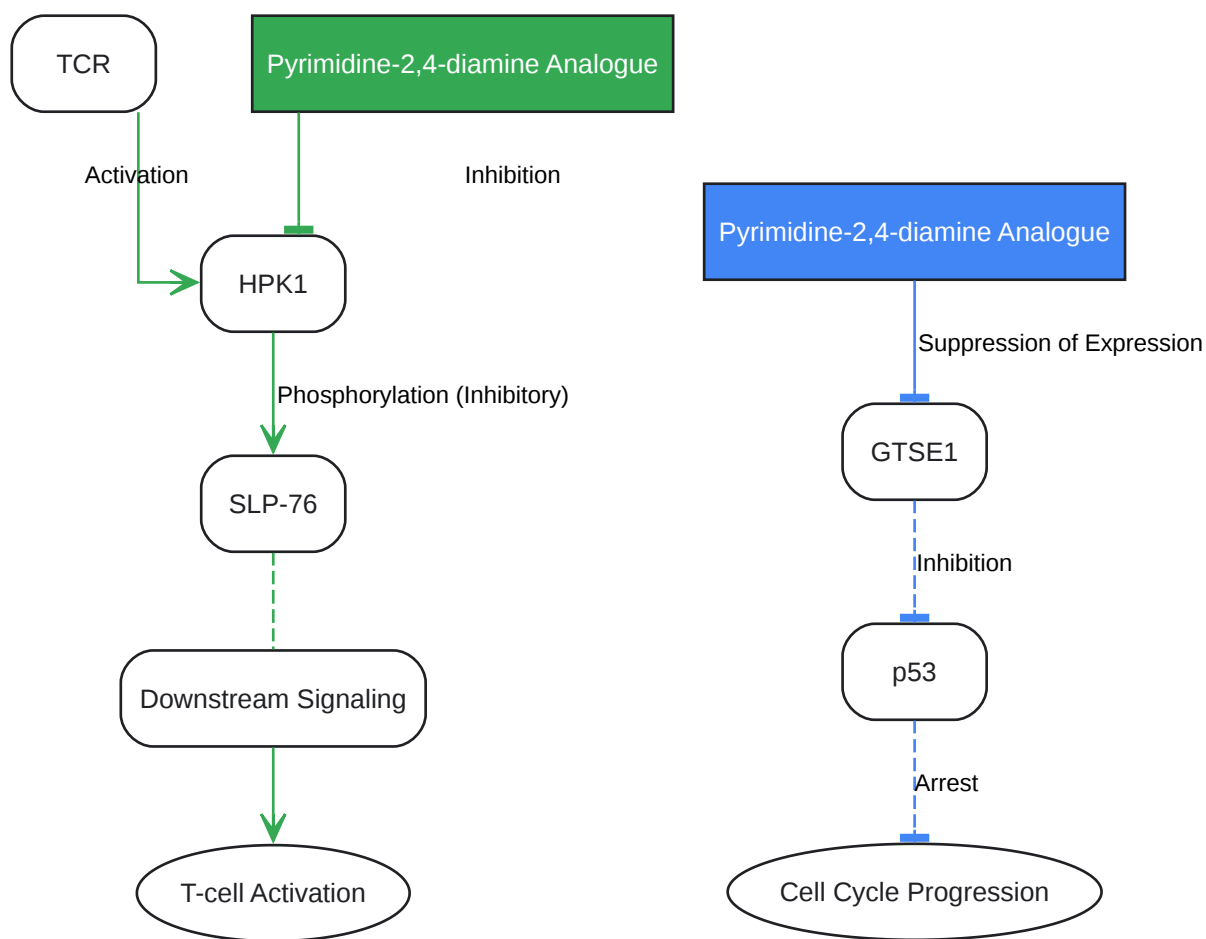 TCR
Pyrimidine-2,4-diamine Analogue
Activation
Inhibition
HPK1
Phosphorylation (Inhibitory)
SLP-76
Downstream Signaling
T-cell Activation
Pyrimidine-2,4-diamine Analogue
Suppression of Expression
GTSE1
Inhibition
p53
Arrest
Cell Cycle Progression